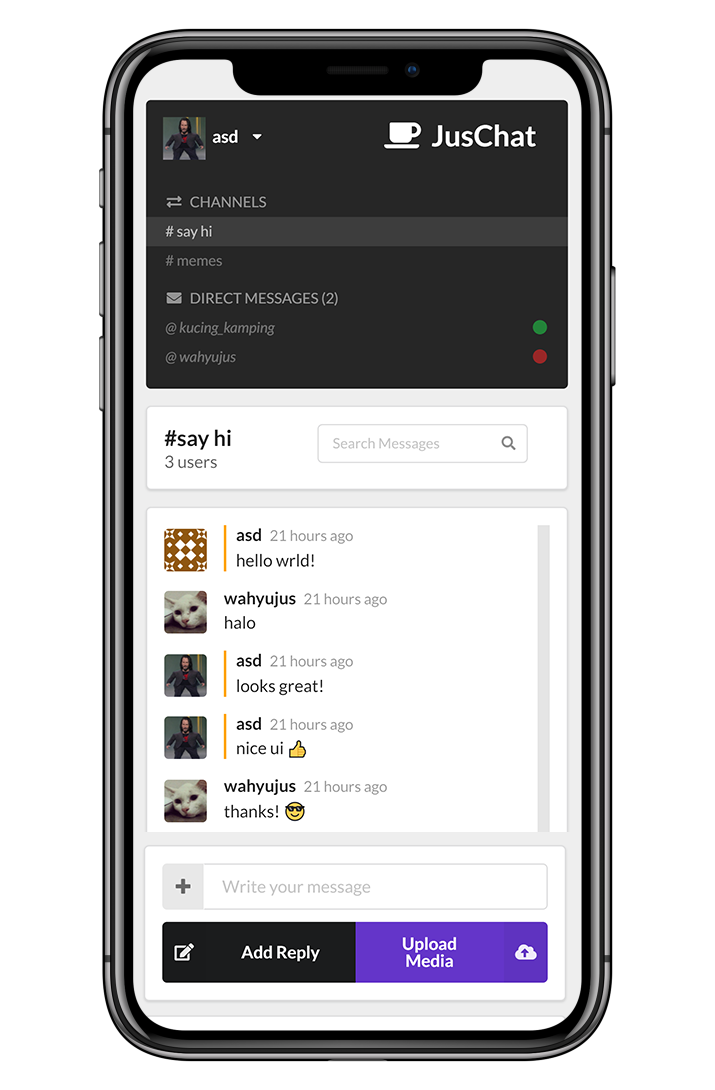 asd
JusChat
CHANNELS
# say hi
# memes
DIRECT MESSAGES (2)
@ kucing_kamping
@ wahyujus
#say hi
3 users
Search Messages
asd 21 hours ago
hello wrld!
wahyujus 21 hours ago
halo
asd 21 hours ago
looks great!
asd 21 hours ago
nice ui 👍
wahyujus 21 hours ago
thanks! 😎
Write your message
Add Reply
Upload
Media